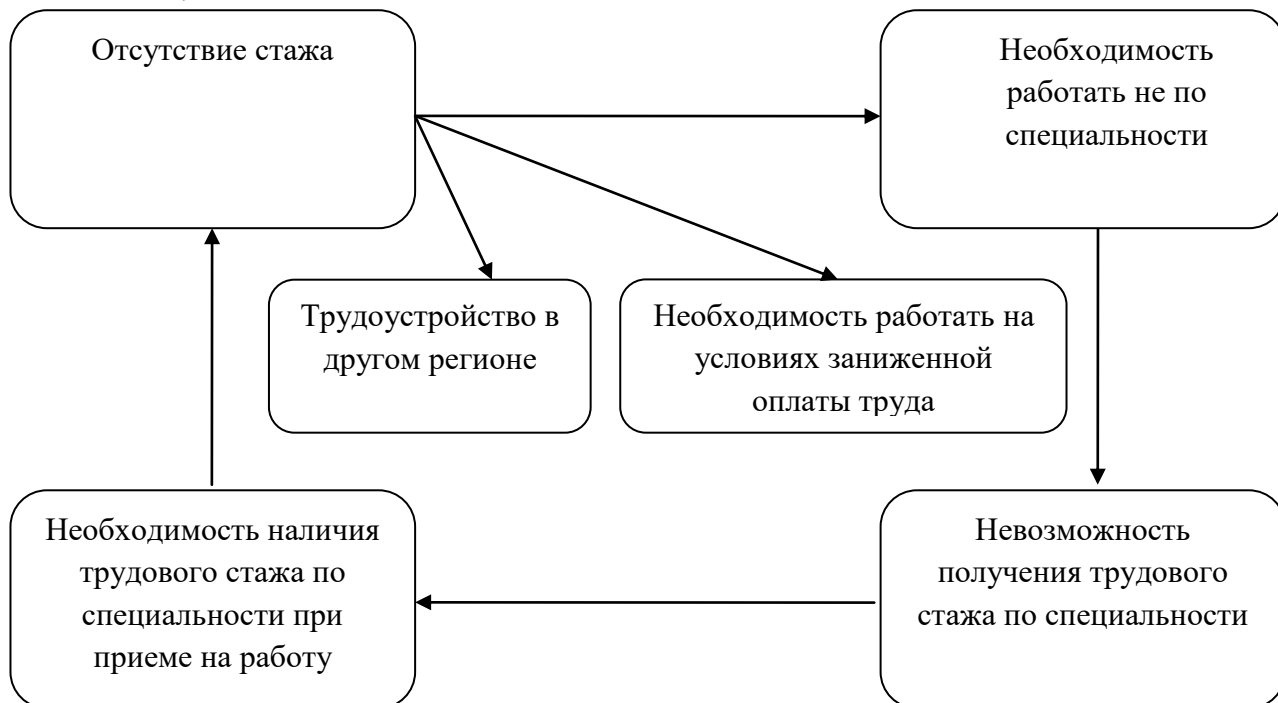 Отсутствие стажа
Необходимость
работать не по
специальности
Трудоустройство в
другом регионе
Необходимость работать на
условиях заниженной
оплаты труда
Необходимость наличия
трудового стажа по
специальности при
приеме на работу
Невозможность
получения трудового
стажа по специальности